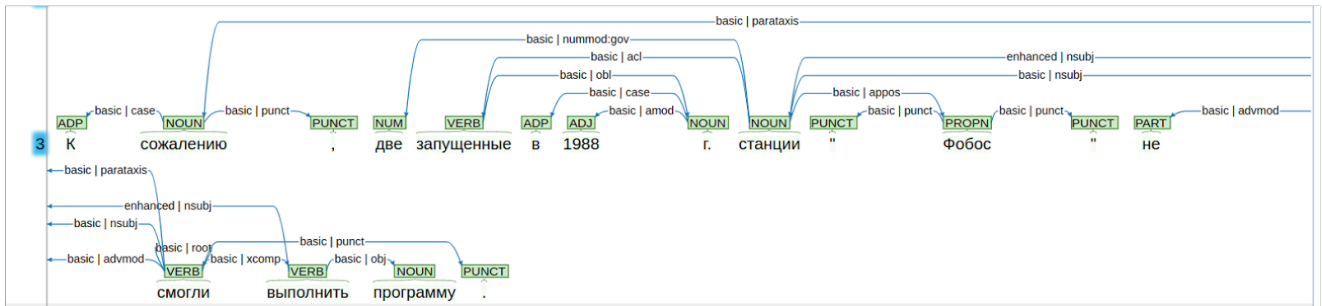 basic | parataxis
basic | nummod:gov
basic | acl enhanced | nsubj
basic | obl basic | nsubj
basic | case basic | appos
basic | case basic | punct basic | amod basic | punct basic | punct basic | advmod
ADP NOUN PUNCT NUM VERB ADP ADJ NOUN NOUN PUNCT PROPN PUNCT PART
3 К сожалению , две запущенные в 1988 г. станции " Фобос " не
basic | parataxis
enhanced | nsubj
basic | nsubj
basic | root basic | punct
basic | advmod basic | xcomp basic | obj
VERB VERB NOUN PUNCT
смогли выполнить программу .